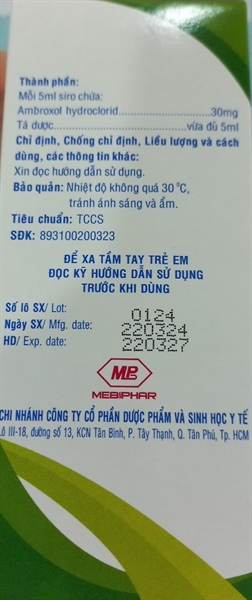 Thành phần:
Mỗi 5ml siro chứa:
Ambroxol hydroclorid..............................30mg
Tá dược.........................................vừa đủ 5ml
Chỉ định, Chống chỉ định, Liều lượng và cách
dùng, các thông tin khác:
Xin đọc hướng dẫn sử dụng.
Bảo quản: Nhiệt độ không quá 30 °C,
tránh ánh sáng và ẩm.
Tiêu chuẩn: TCCS
SĐK: 893100200323
ĐỂ XA TẦM TAY TRẺ EM
ĐỌC KỸ HƯỚNG DẪN SỬ DỤNG
TRƯỚC KHI DÙNG
Số lô SX/ Lot: 0124
Ngày SX/ Mfg. date: 220324
HD/ Exp. date: 220327
MP
MEBIPHAR
CHI NHÁNH CÔNG TY CỔ PHẦN DƯỢC PHẨM VÀ SINH HỌC Y TẾ
Lô III-18, đường số 13, KCN Tân Bình, P. Tây Thạnh, Q. Tân Phú, Tp. HCM